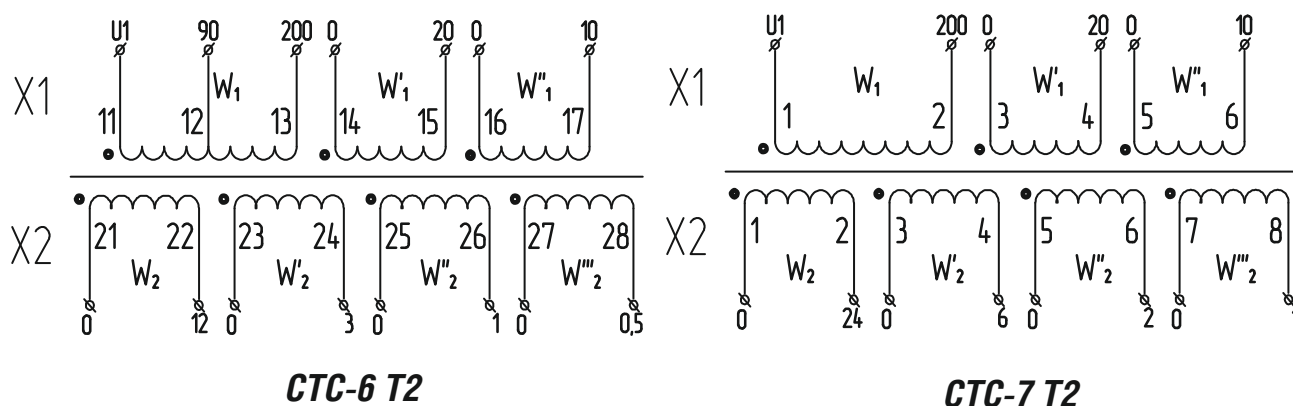 U1 90 200 0 20 0 10
X1 W₁ W'₁ W"₁
11 12 13 14 15 16 17
21 22 23 24 25 26 27 28
X2 W₂ W'₂ W"₂ W'''₂
0 12 0 3 0 1 0 0,5
СТС-6 Т2
U1 200 0 20 0 10
X1 W₁ W'₁ W"₁
1 2 3 4 5 6
1 2 3 4 5 6 7 8
X2 W₂ W'₂ W"₂ W'''₂
0 24 0 6 0 2 0
СТС-7 Т2